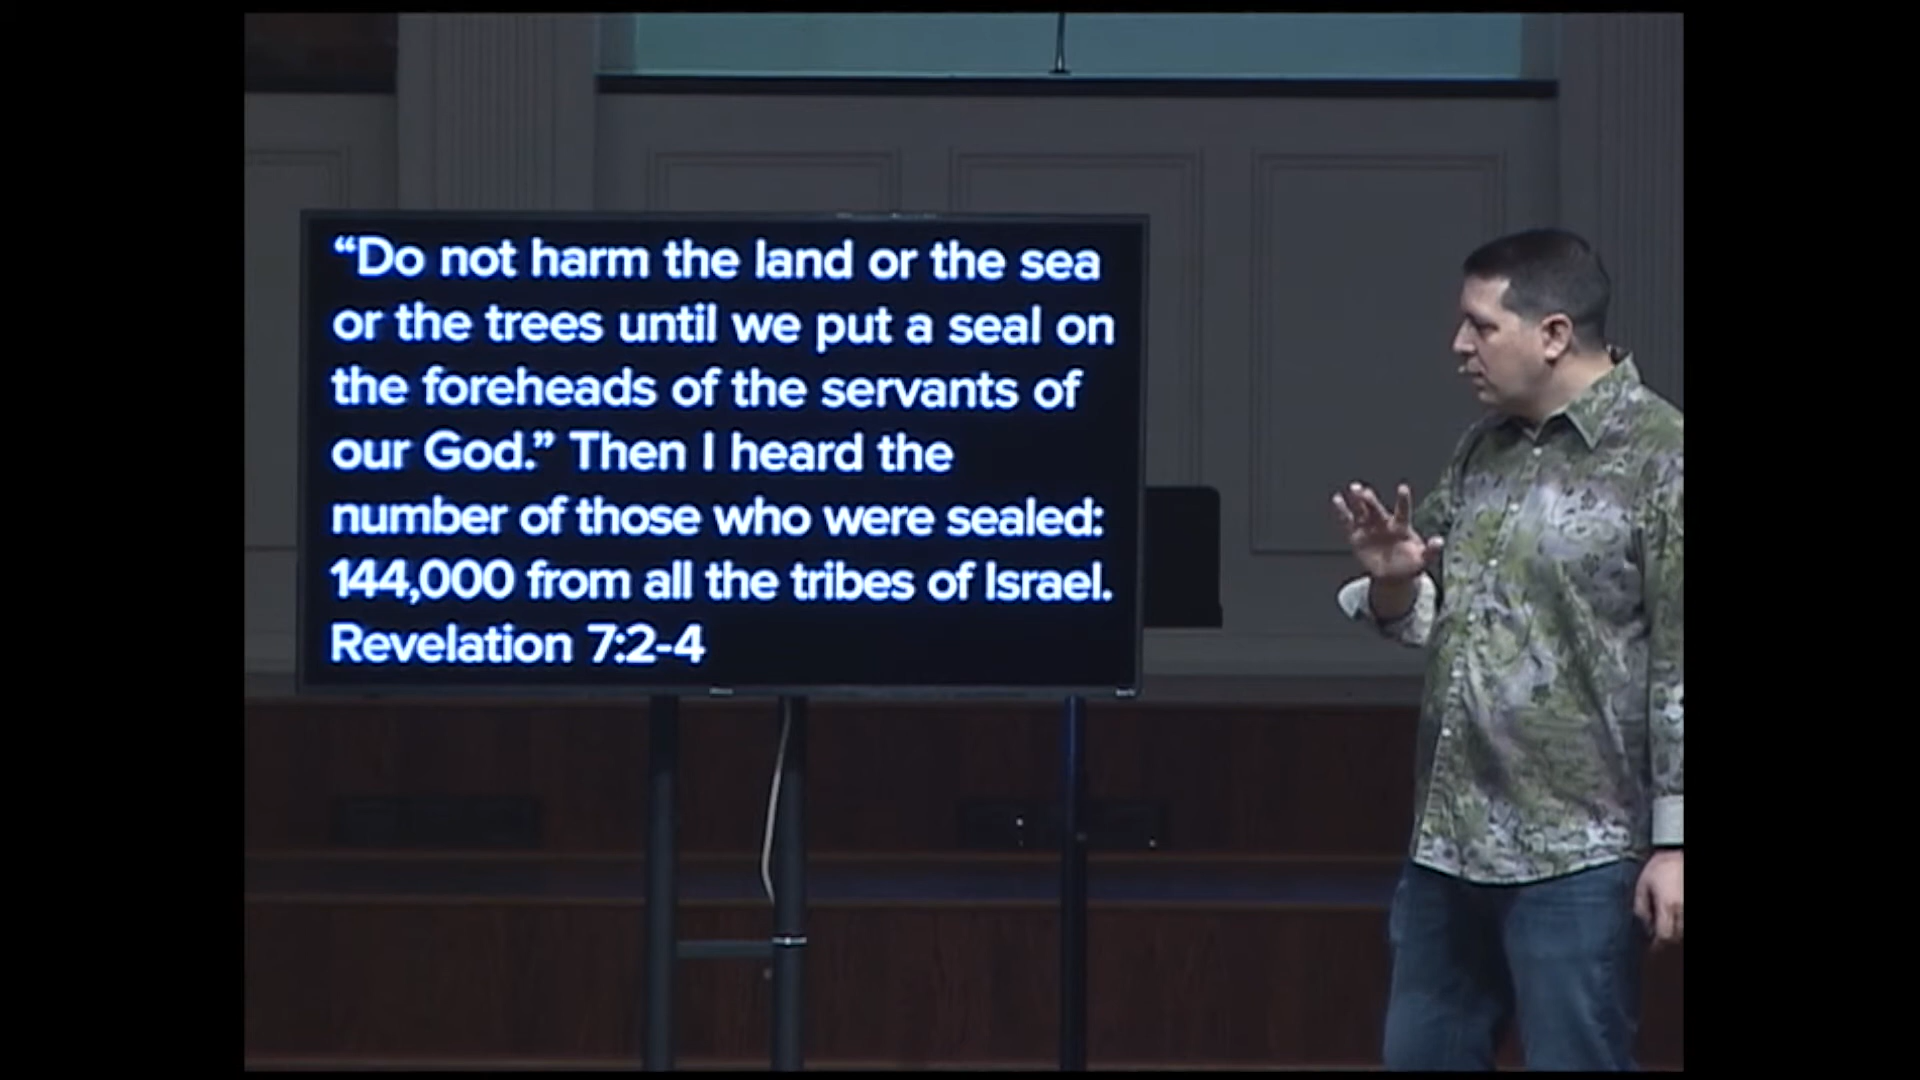 “Do not harm the land or the sea
or the trees until we put a seal on
the foreheads of the servants of
our God.” Then I heard the
number of those who were sealed:
144,000 from all the tribes of Israel.
Revelation 7:2-4